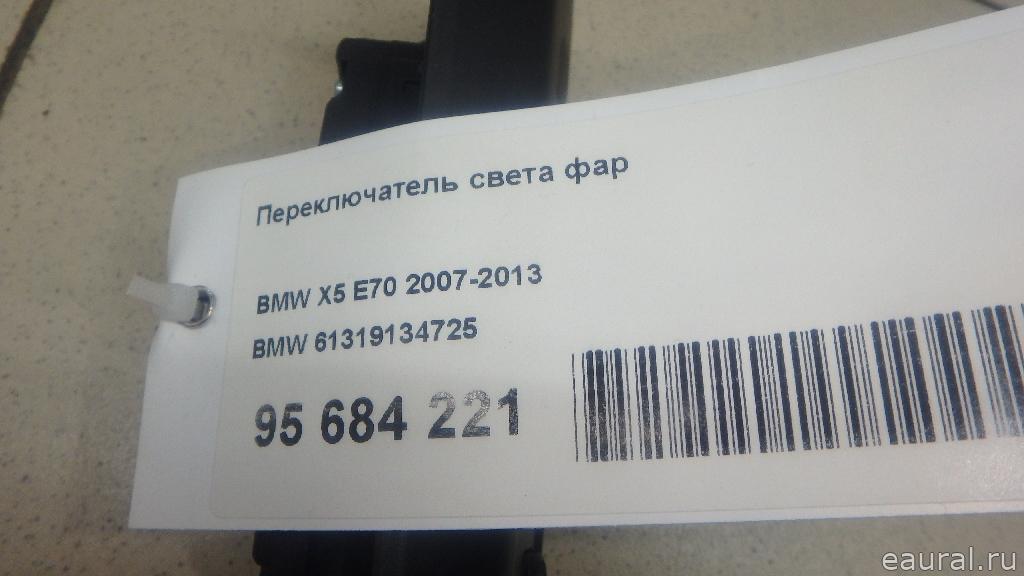 Переключатель света фар
BMW X5 E70 2007-2013
BMW 61319134725
95 684 221
eaural.ru